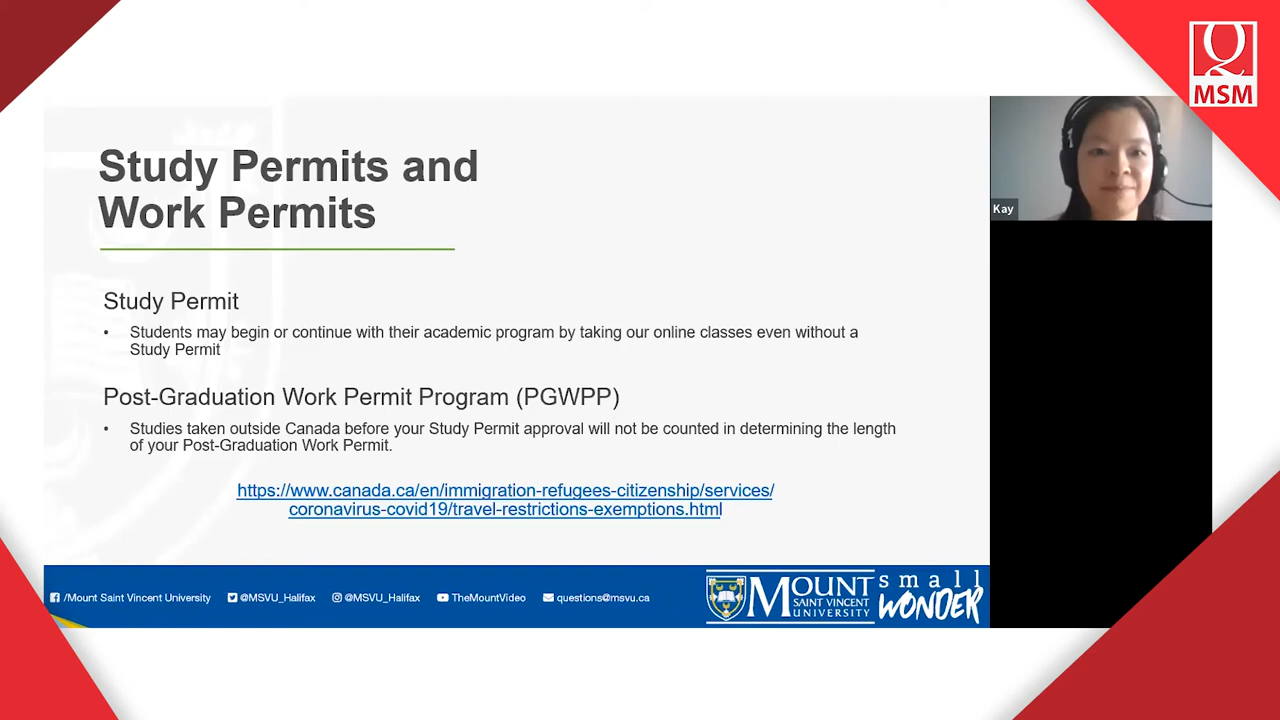 MSM
Study Permits and
Work Permits
Kay
Study Permit
• Students may begin or continue with their academic program by taking our online classes even without a
Study Permit
Post-Graduation Work Permit Program (PGWPP)
• Studies taken outside Canada before your Study Permit approval will not be counted in determining the length
of your Post-Graduation Work Permit.
https://www.canada.ca/en/immigration-refugees-citizenship/services/
coronavirus-covid19/travel-restrictions-exemptions.html
/Mount Saint Vincent University @MSVU_Halifax @MSVU_Halifax TheMountVideo questions@msvu.ca
MOUNT
SAINT VINCENT
UNIVERSITY
small
WONDER